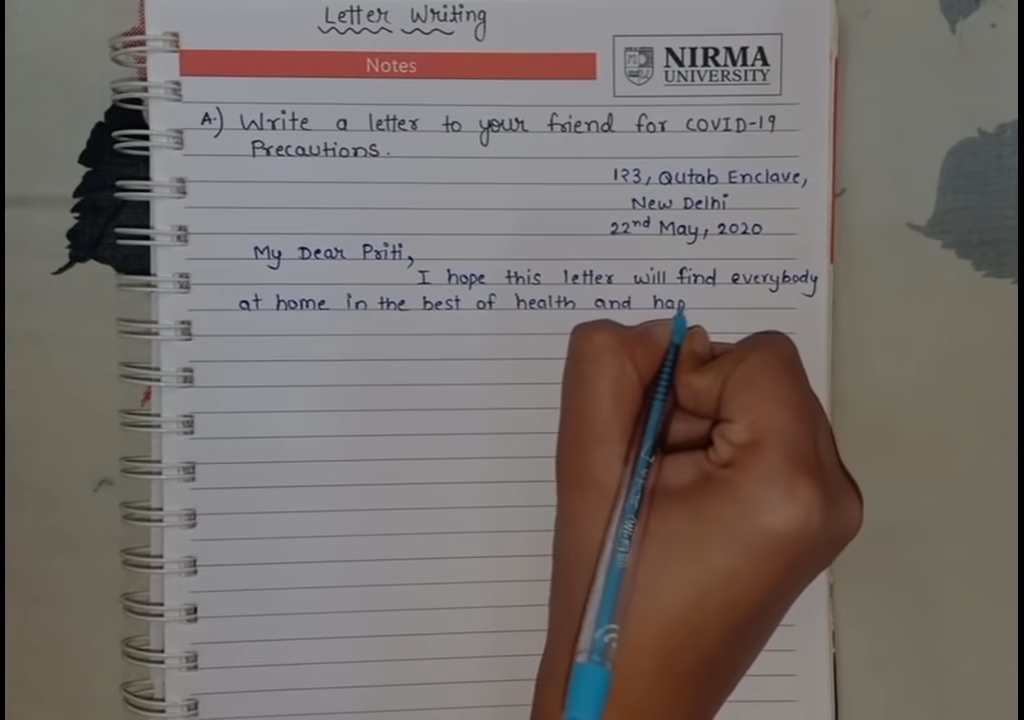 Letter Writing
Notes
NIRMA
UNIVERSITY
A.) Write a letter to your friend for COVID-19
Precautions.
123, Qutab Enclave,
New Delhi
22nd May, 2020
My Dear Priti,
I hope this letter will find everybody
at home in the best of health and hap